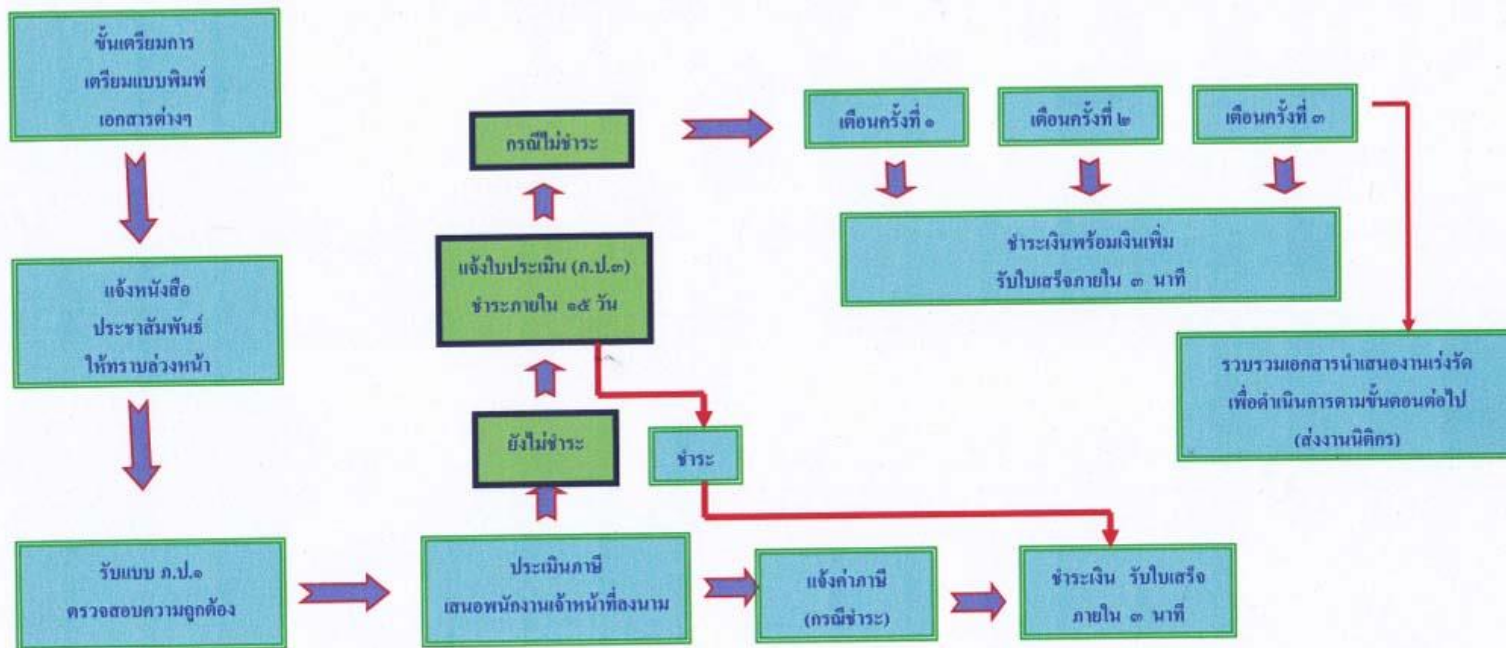 ขั้นเตรียมการ
เตรียมแบบพิมพ์
เอกสารต่างๆ
แจ้งหนังสือ
ประชาสัมพันธ์
ให้ทราบล่วงหน้า
รับแบบ ภ.ป.๑
ตรวจสอบความถูกต้อง
ประเมินภาษี
เสนอพนักงานเจ้าหน้าที่ลงนาม
ยังไม่ชำระ
แจ้งใบประเมิน (ภ.ป.๓)
ชำระภายใน ๑๕ วัน
กรณีไม่ชำระ
ชำระ
แจ้งค่าภาษี
(กรณีชำระ)
ชำระเงิน รับใบเสร็จ
ภายใน ๓ นาที
เตือนครั้งที่ ๑
เตือนครั้งที่ ๒
เตือนครั้งที่ ๓
ชำระเงินพร้อมเงินเพิ่ม
รับใบเสร็จภายใน ๓ นาที
รวบรวมเอกสารนำเสนองานเร่งรัด
เพื่อดำเนินการตามขั้นตอนต่อไป
(ส่งงานนิติกร)